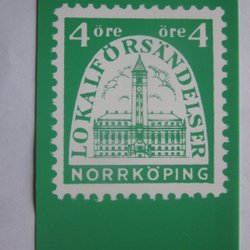 4 öre öre 4
LOKALFÖRSÄNDELSER
NORRKÖPING